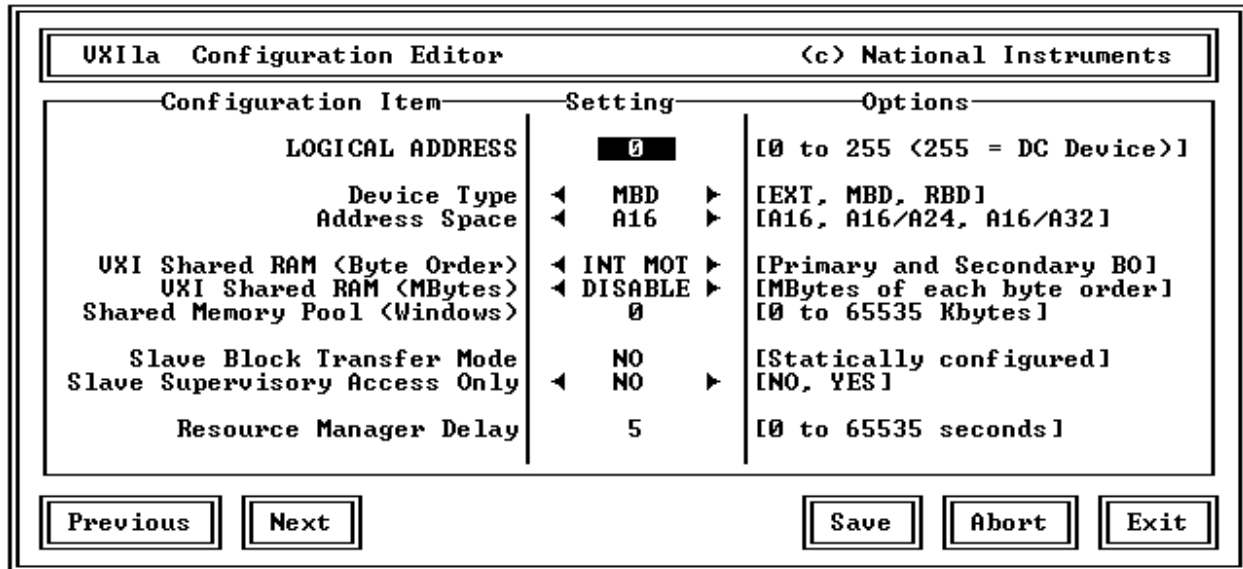 VXI1a Configuration Editor (c) National Instruments
Configuration Item Setting Options
LOGICAL ADDRESS 0 [0 to 255 (255 = DC Device)]
Device Type ◄ MBD ► [EXT, MBD, RBD]
Address Space ◄ A16 ► [A16, A16/A24, A16/A32]
VXI Shared RAM (Byte Order) ◄ INT MOT ► [Primary and Secondary BO]
VXI Shared RAM (MBytes) ◄ DISABLE ► [MBytes of each byte order]
Shared Memory Pool (Windows) 0 [0 to 65535 Kbytes]
Slave Block Transfer Mode NO [Statically configured]
Slave Supervisory Access Only ◄ NO ► [NO, YES]
Resource Manager Delay 5 [0 to 65535 seconds]
Previous Next Save Abort Exit